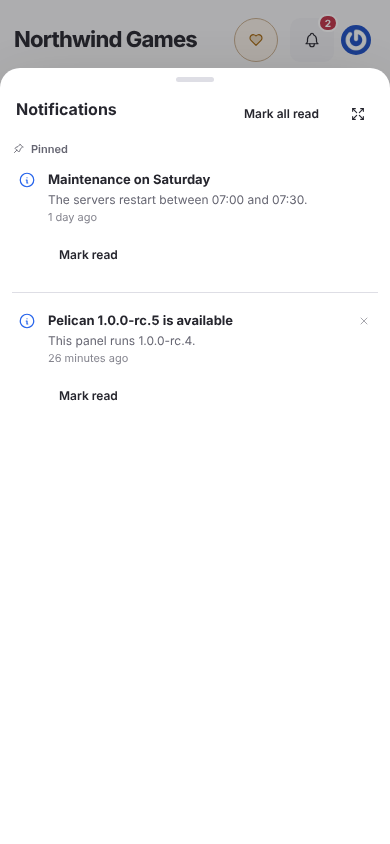 Northwind Games
2
Notifications
Mark all read
Pinned
Maintenance on Saturday
The servers restart between 07:00 and 07:30.
1 day ago
Mark read
Pelican 1.0.0-rc.5 is available
This panel runs 1.0.0-rc.4.
26 minutes ago
Mark read